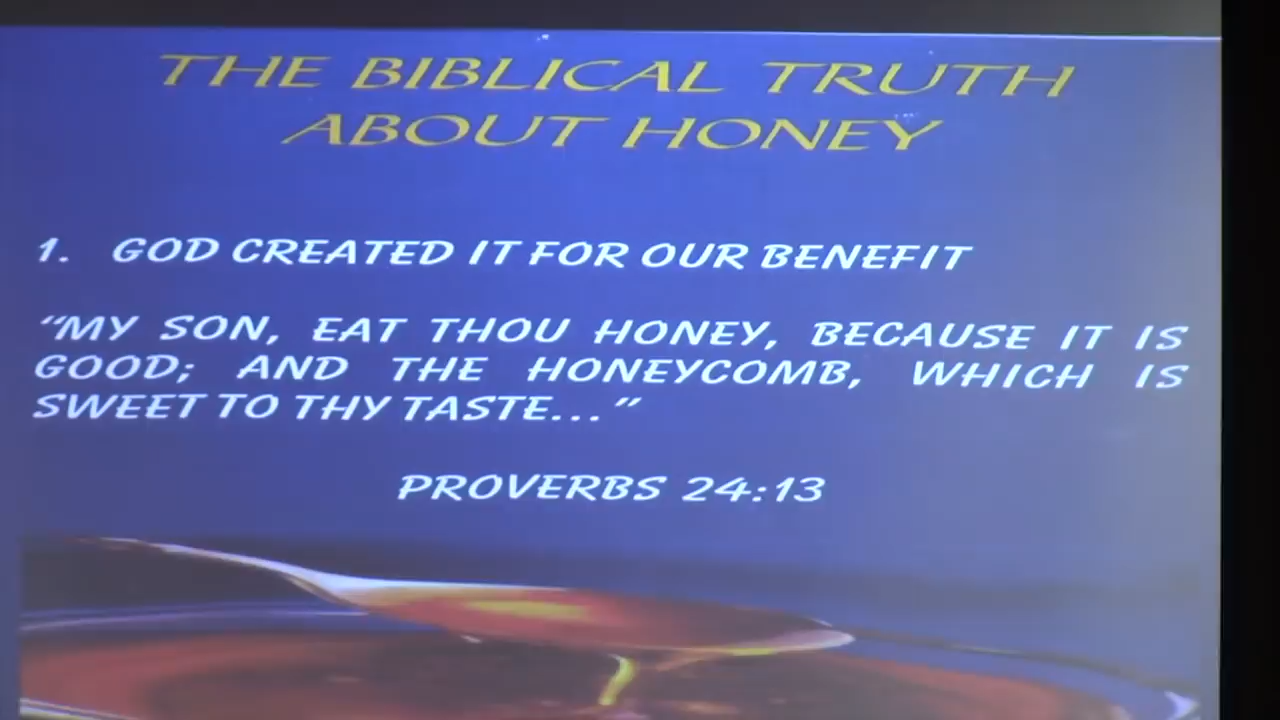 THE BIBLICAL TRUTH
ABOUT HONEY
1. GOD CREATED IT FOR OUR BENEFIT
“MY SON, EAT THOU HONEY, BECAUSE IT IS
GOOD; AND THE HONEYCOMB, WHICH IS
SWEET TO THY TASTE...”
PROVERBS 24:13